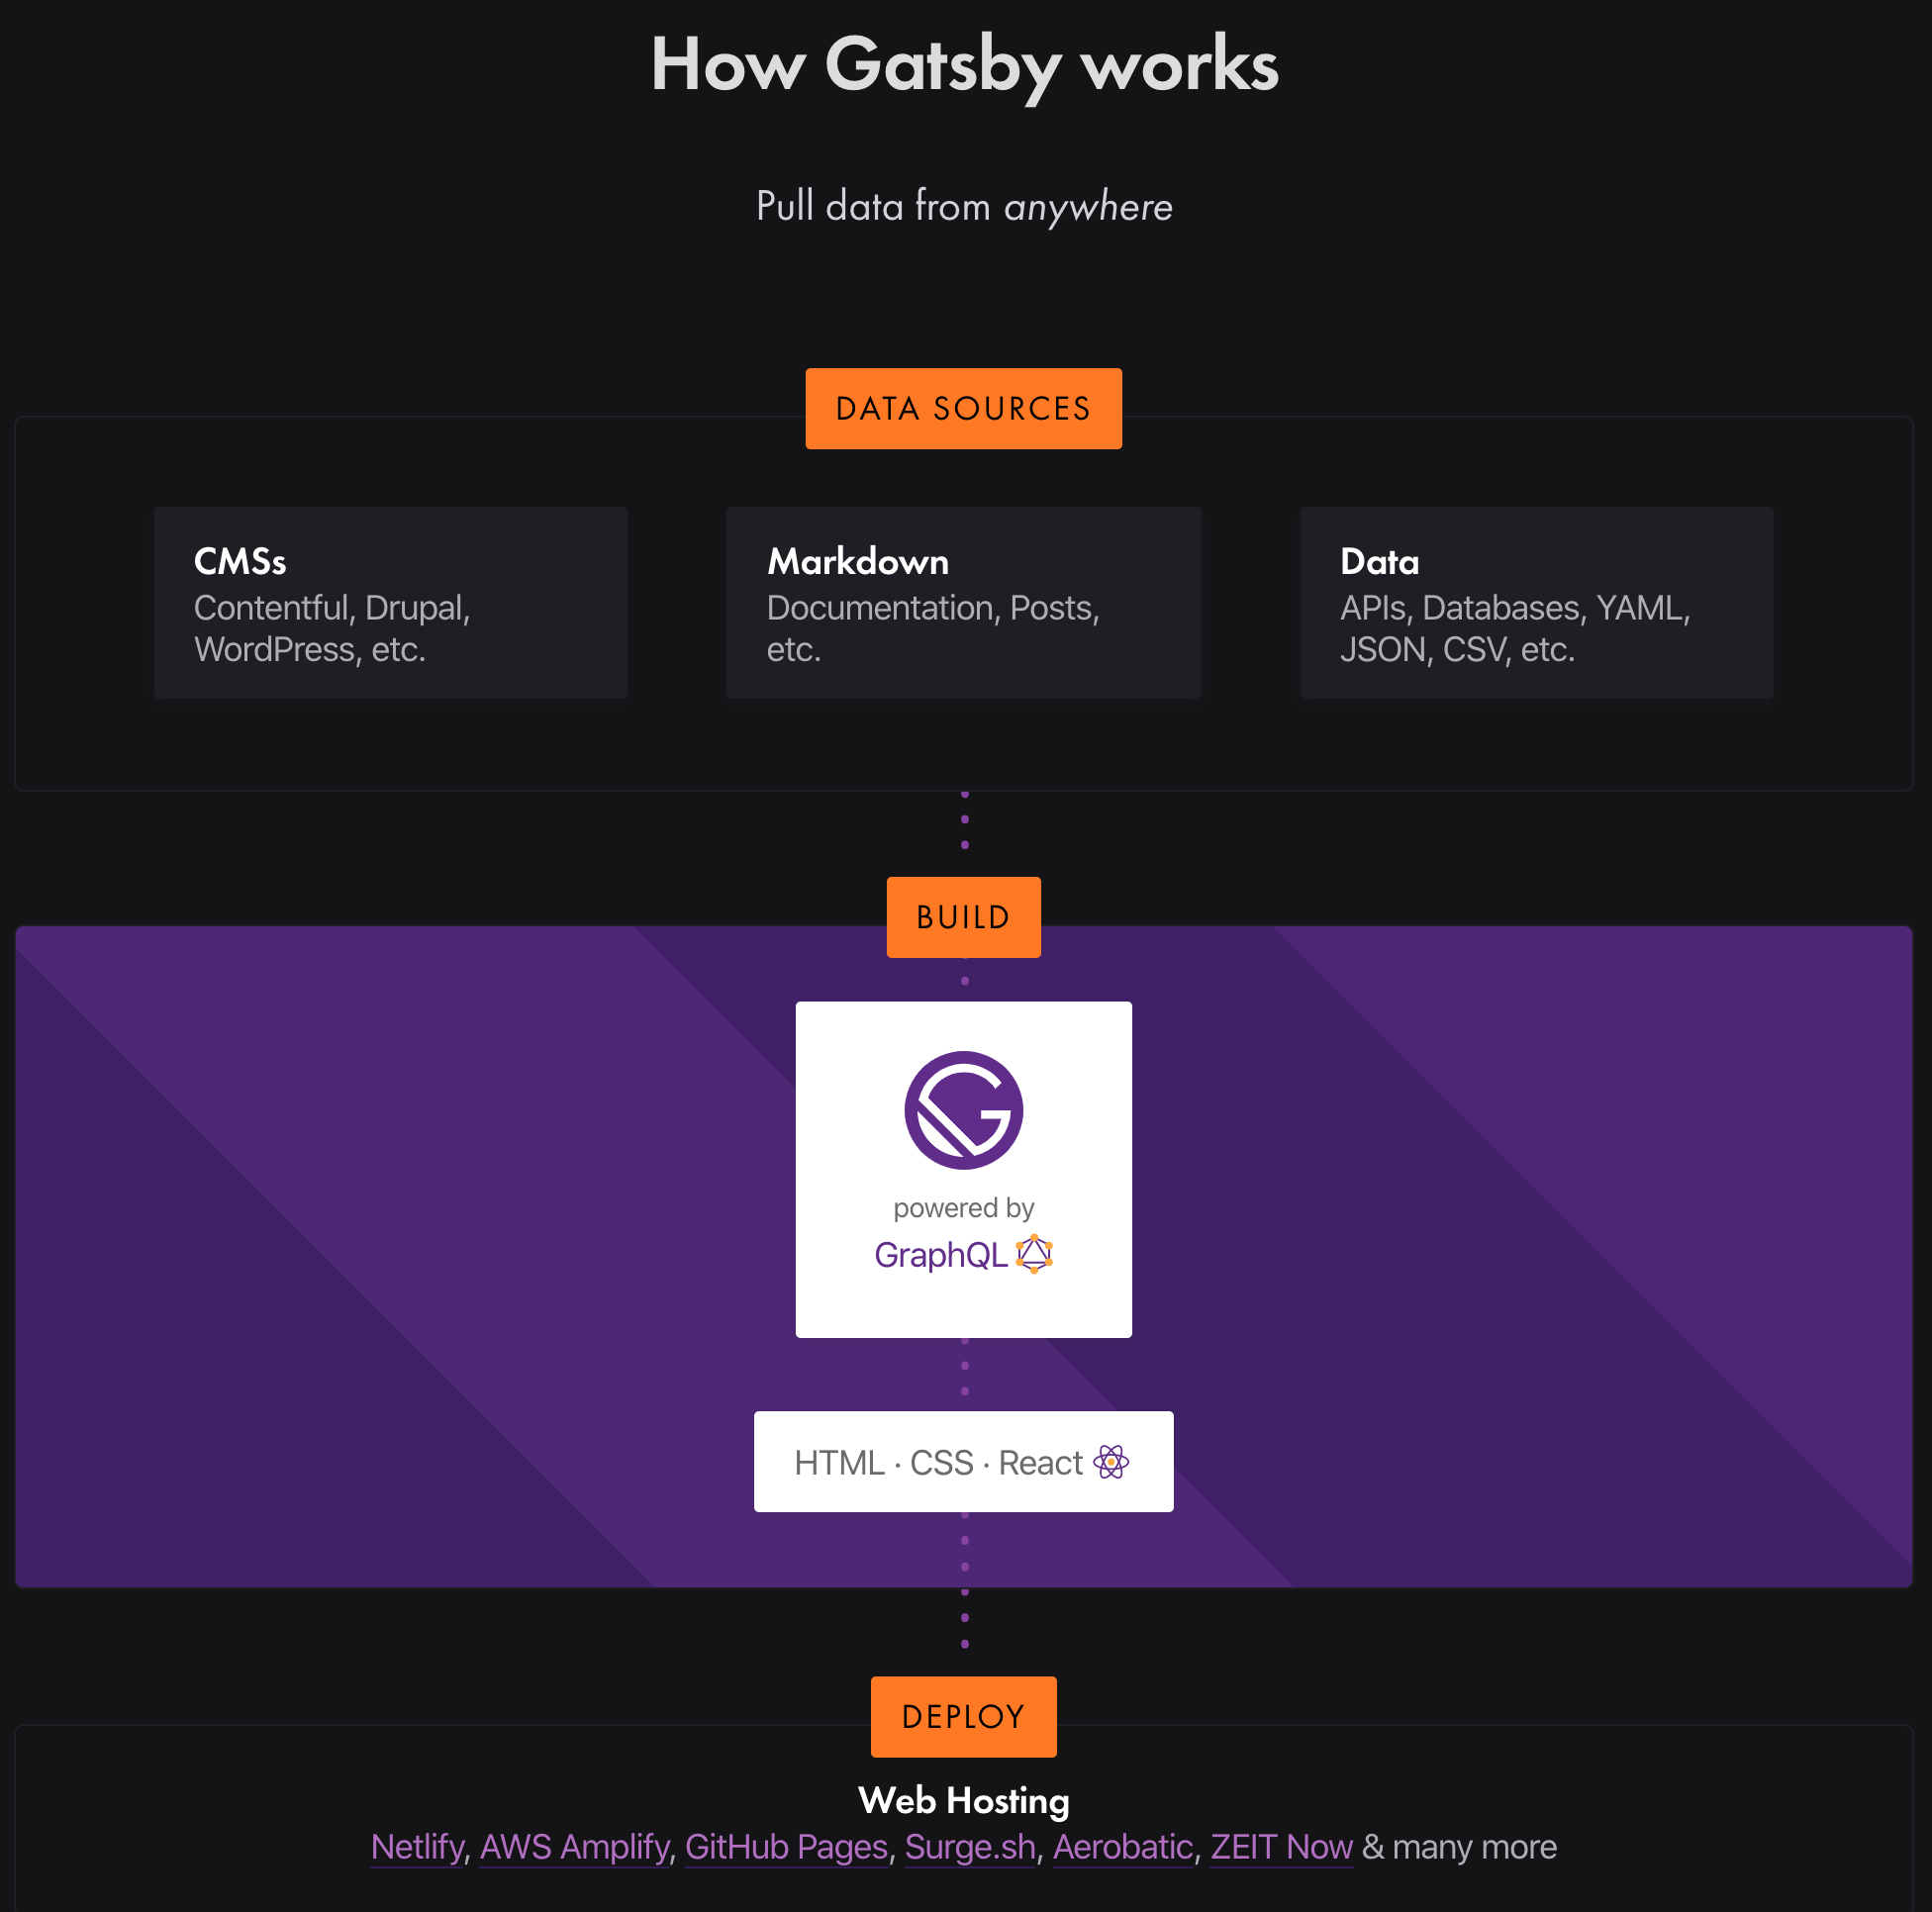 How Gatsby works
Pull data from anywhere
DATA SOURCES
CMSs
Contentful, Drupal,
WordPress, etc.
Markdown
Documentation, Posts,
etc.
Data
APIs, Databases, YAML,
JSON, CSV, etc.
BUILD
powered by
GraphQL
HTML · CSS · React
DEPLOY
Web Hosting
Netlify, AWS Amplify, GitHub Pages, Surge.sh, Aerobatic, ZEIT Now & many more